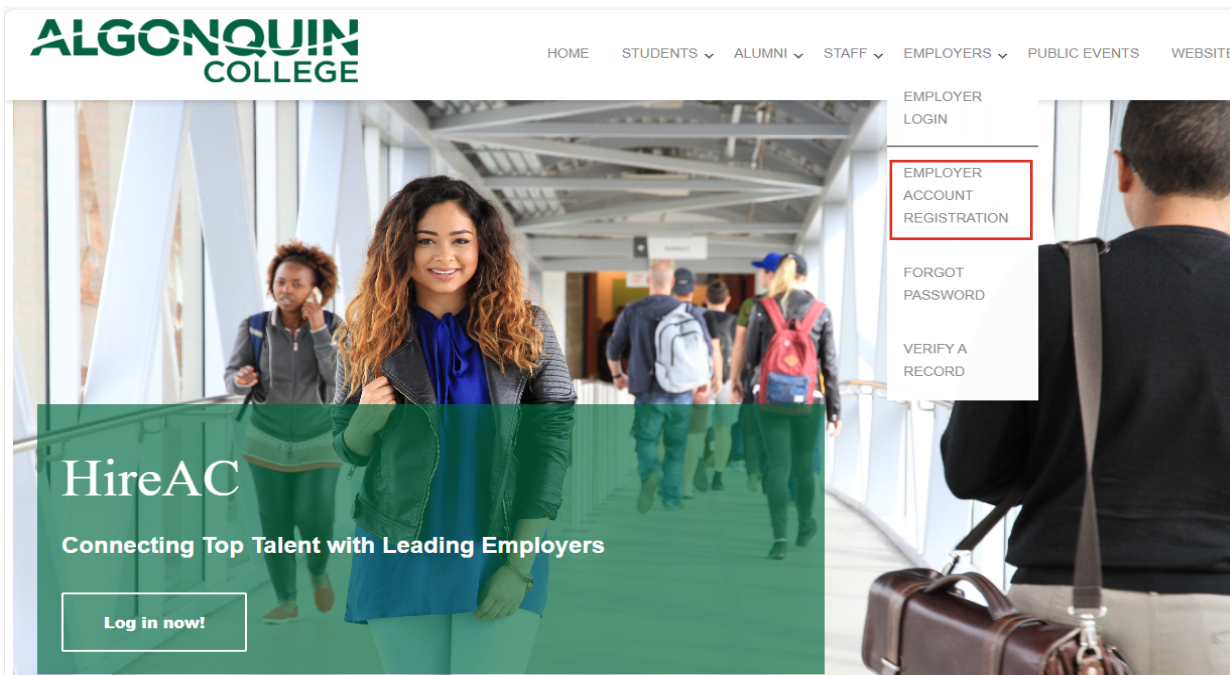 ALGONQUIN
COLLEGE
HOME STUDENTS ALUMNI STAFF EMPLOYERS PUBLIC EVENTS WEBSITE
EMPLOYER
LOGIN
EMPLOYER
ACCOUNT
REGISTRATION
FORGOT
PASSWORD
VERIFY A
RECORD
HireAC
Connecting Top Talent with Leading Employers
Log in now!